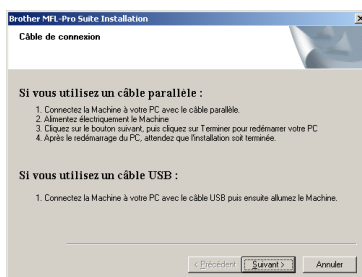 Brother MFL-Pro Suite Installation
Câble de connexion
Si vous utilisez un câble parallèle :
1. Connectez la Machine à votre PC avec le câble parallèle.
2. Alimentez électriquement le Machine
3. Cliquez sur le bouton suivant, puis cliquez sur Terminer pour redémarrer votre PC
4. Après le redémarrage du PC, attendez que l'installation soit terminée.
Si vous utilisez un câble USB :
1. Connectez la Machine à votre PC avec le câble USB puis ensuite allumez le Machine.
< Précédent Suivant > Annuler